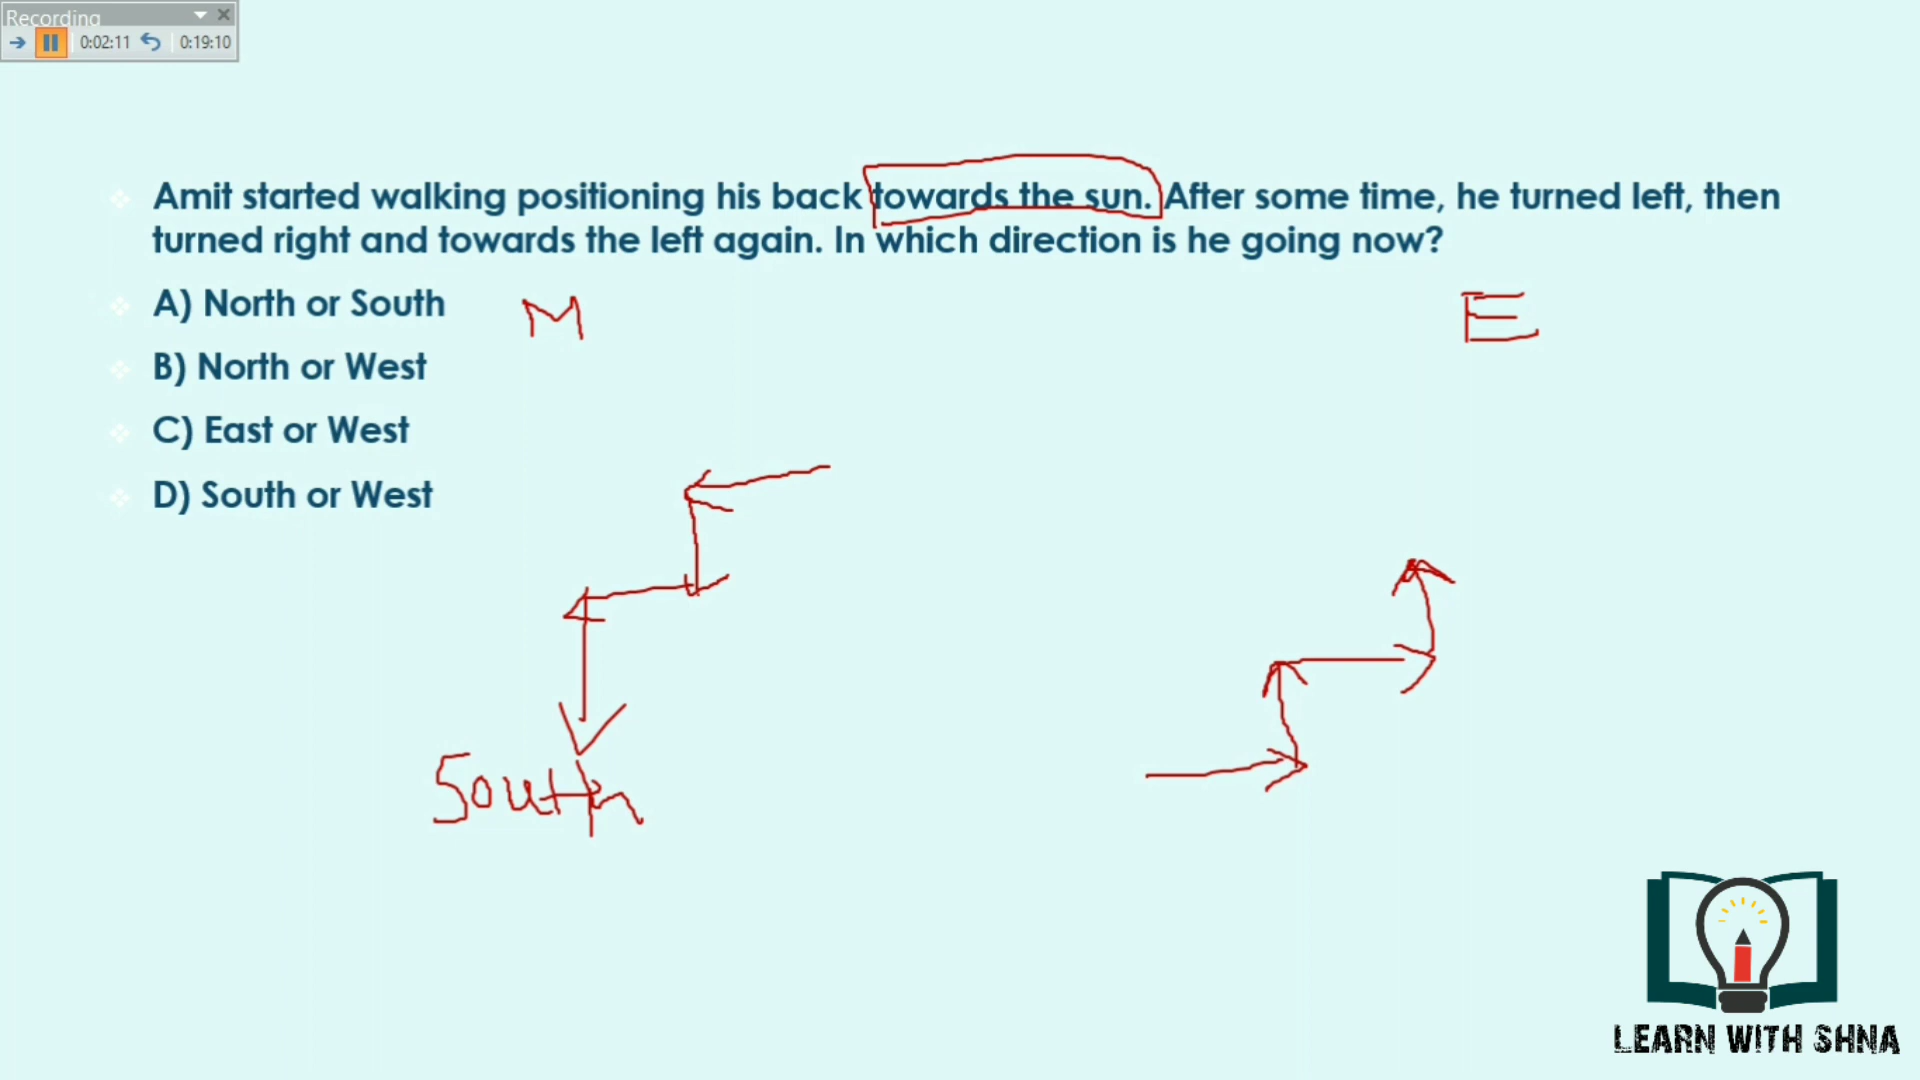 Recording
0:02:11 0:19:10
Amit started walking positioning his back towards the sun. After some time, he turned left, then
turned right and towards the left again. In which direction is he going now?
A) North or South
M
E
B) North or West
C) East or West
D) South or West
South
LEARN WITH SHNA